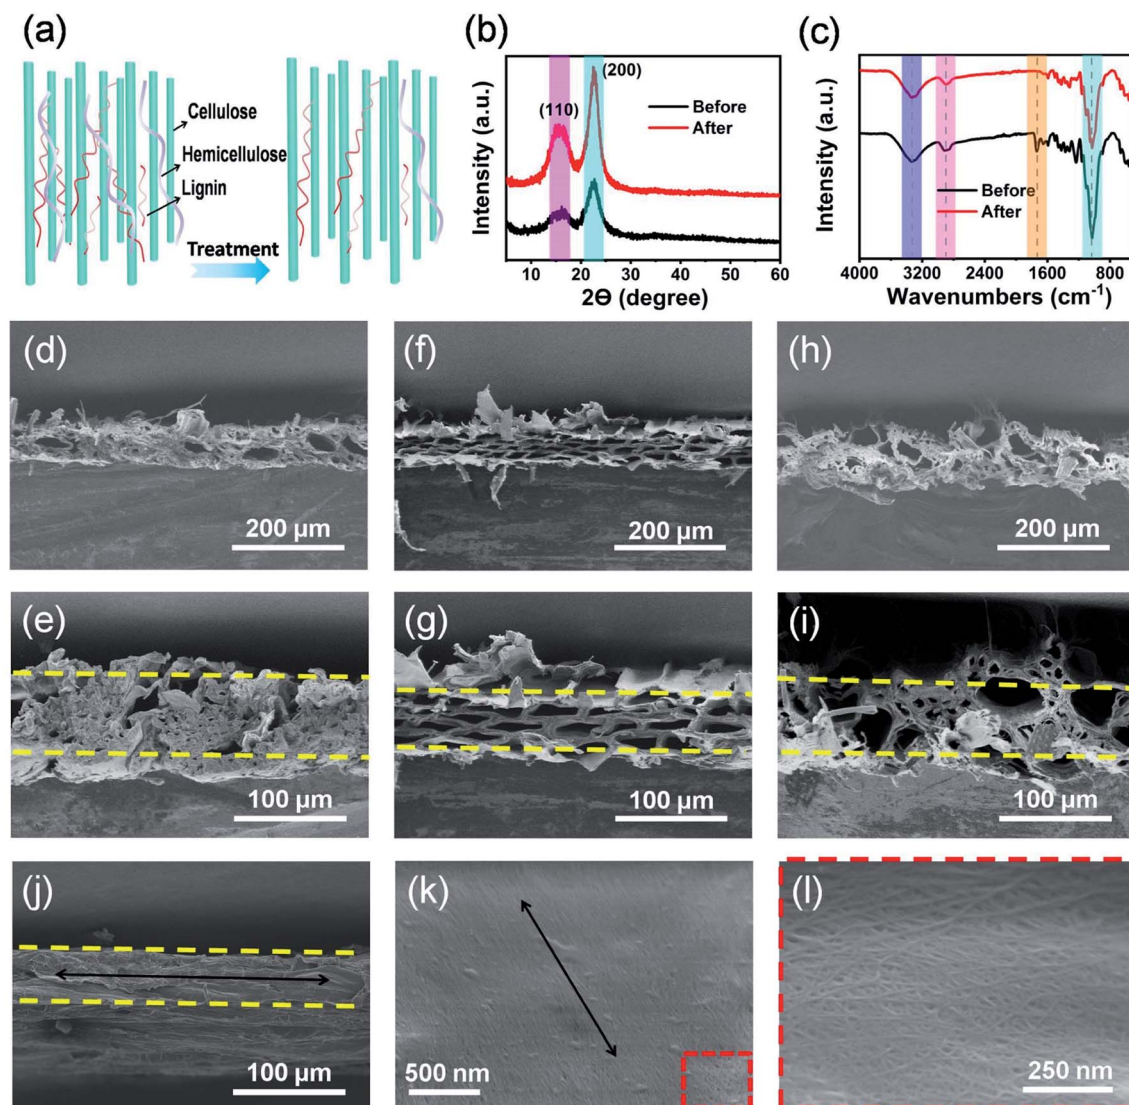 (a)
Cellulose
Hemicellulose
Lignin
Treatment
(b)
Intensity (a.u.)
(110)
(200)
Before
After
10 20 30 40 50 60
2Θ (degree)
(c)
Intensity (a.u.)
Before
After
4000 3200 2400 1600 800
Wavenumbers (cm⁻¹)
(d)
200 μm
(f)
200 μm
(h)
200 μm
(e)
100 μm
(g)
100 μm
(i)
100 μm
(j)
100 μm
(k)
500 nm
(l)
250 nm